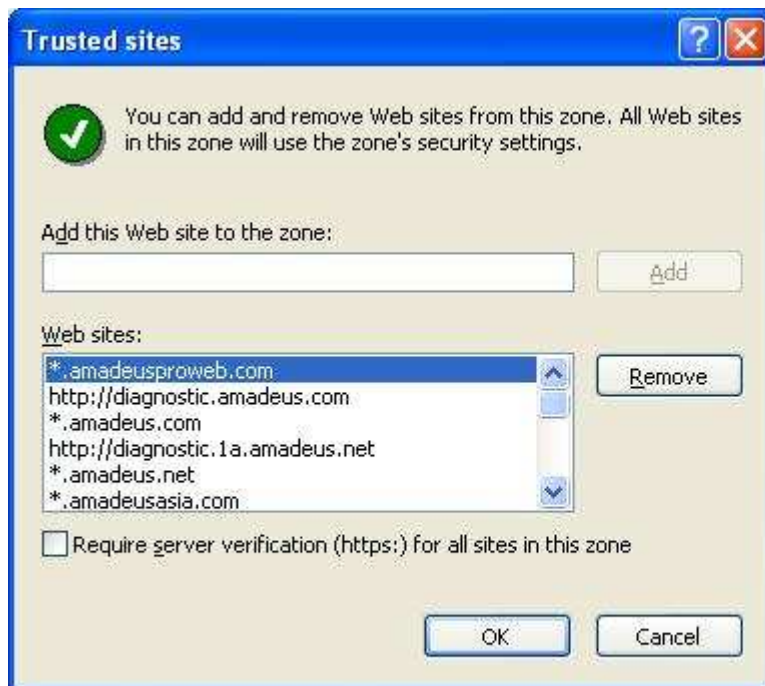 Trusted sites
You can add and remove Web sites from this zone. All Web sites
in this zone will use the zone's security settings.
Add this Web site to the zone:
Add
Web sites:
*.amadeusproweb.com
http://diagnostic.amadeus.com
*.amadeus.com
http://diagnostic.1a.amadeus.net
*.amadeus.net
*.amadeusasia.com
Remove
Require server verification (https:) for all sites in this zone
OK
Cancel